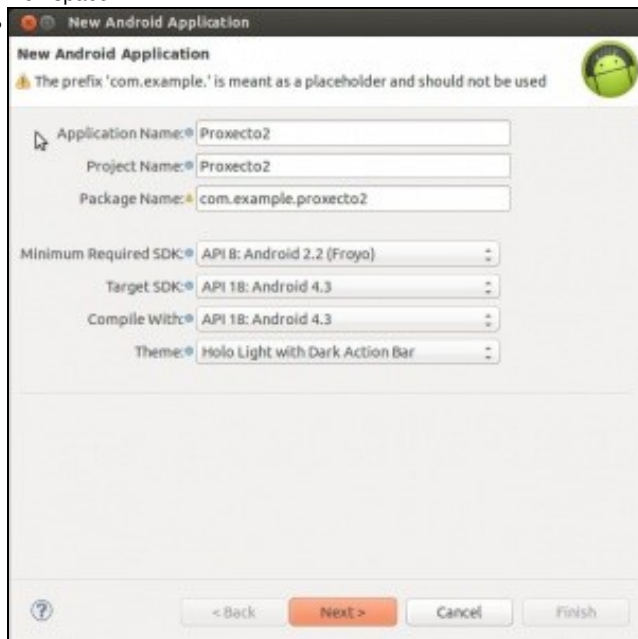 New Android Application
New Android Application
The prefix 'com.example.' is meant as a placeholder and should not be used
Application Name: Proxecto2
Project Name: Proxecto2
Package Name: com.example.proxecto2
Minimum Required SDK: API 8: Android 2.2 (Froyo)
Target SDK: API 18: Android 4.3
Compile With: API 18: Android 4.3
Theme: Holo Light with Dark Action Bar
? < Back Next > Cancel Finish